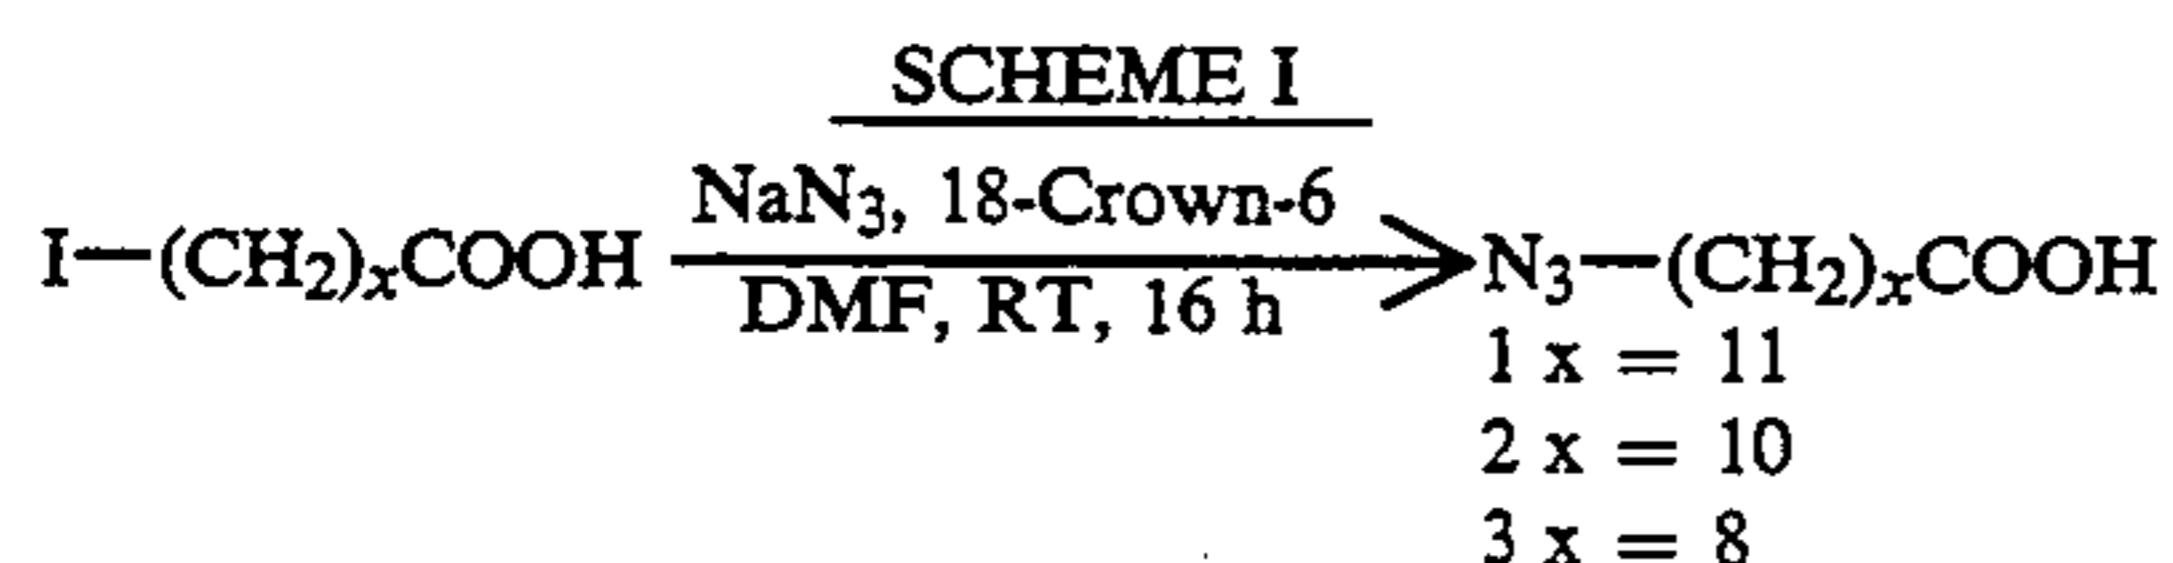 SCHEME I
NaN3, 18-Crown-6
I—(CH2)xCOOH
N3—(CH2)xCOOH
DMF, RT, 16 h
1 x = 11
2 x = 10
3 x = 8